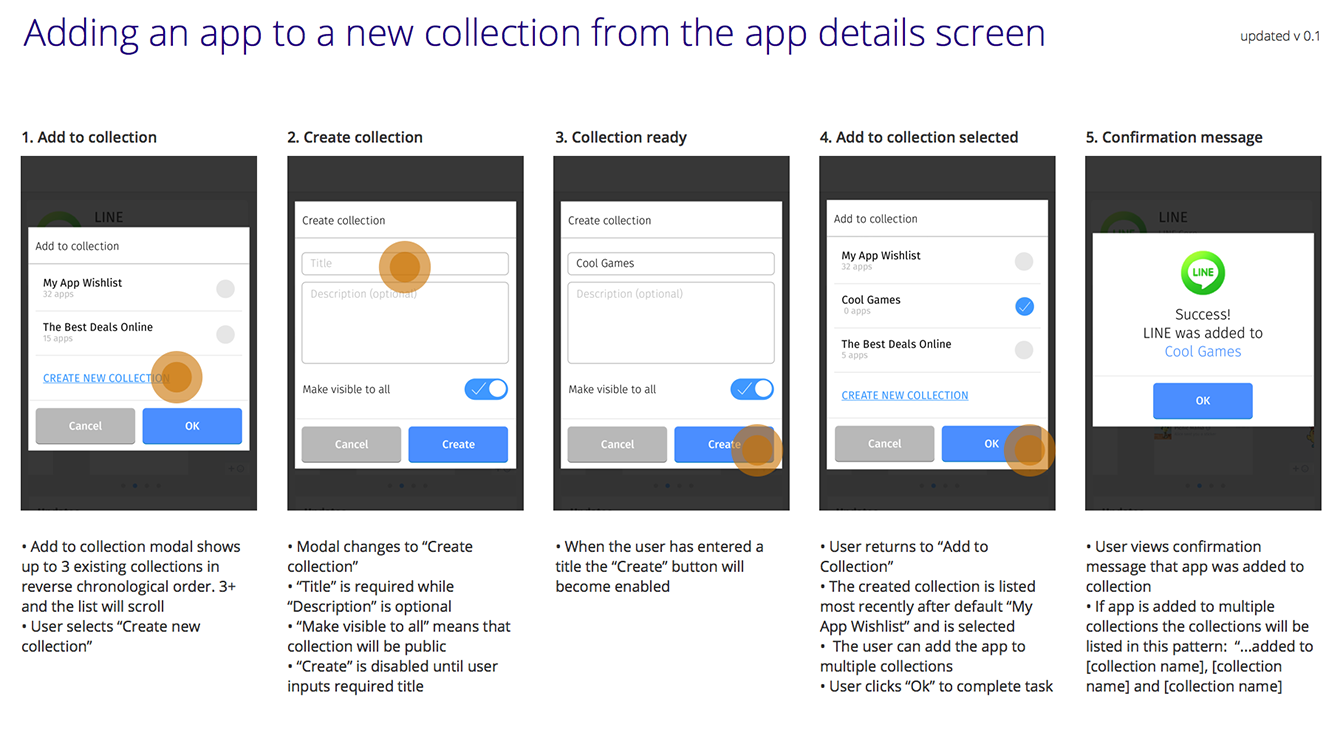 Adding an app to a new collection from the app details screen
updated v 0.1
1. Add to collection
LINE
Add to collection
My App Wishlist
32 apps
The Best Deals Online
15 apps
CREATE NEW COLLECTION
Cancel
OK
• Add to collection modal shows
up to 3 existing collections in
reverse chronological order. 3+
and the list will scroll
• User selects “Create new
collection”
2. Create collection
Create collection
Title
Description (optional)
Make visible to all
Cancel
Create
• Modal changes to “Create
collection”
• “Title” is required while
“Description” is optional
• “Make visible to all” means that
collection will be public
• “Create” is disabled until user
inputs required title
3. Collection ready
Create collection
Cool Games
Description (optional)
Make visible to all
Cancel
Create
• When the user has entered a
title the “Create” button will
become enabled
4. Add to collection selected
Add to collection
My App Wishlist
32 apps
Cool Games
0 apps
The Best Deals Online
5 apps
CREATE NEW COLLECTION
Cancel
OK
• User returns to “Add to
Collection”
• The created collection is listed
most recently after default “My
App Wishlist” and is selected
• The user can add the app to
multiple collections
• User clicks “Ok” to complete task
5. Confirmation message
LINE
LINE
Success!
LINE was added to
Cool Games
OK
• User views confirmation
message that app was added to
collection
• If app is added to multiple
collections the collections will be
listed in this pattern: “...added to
[collection name], [collection
name] and [collection name]